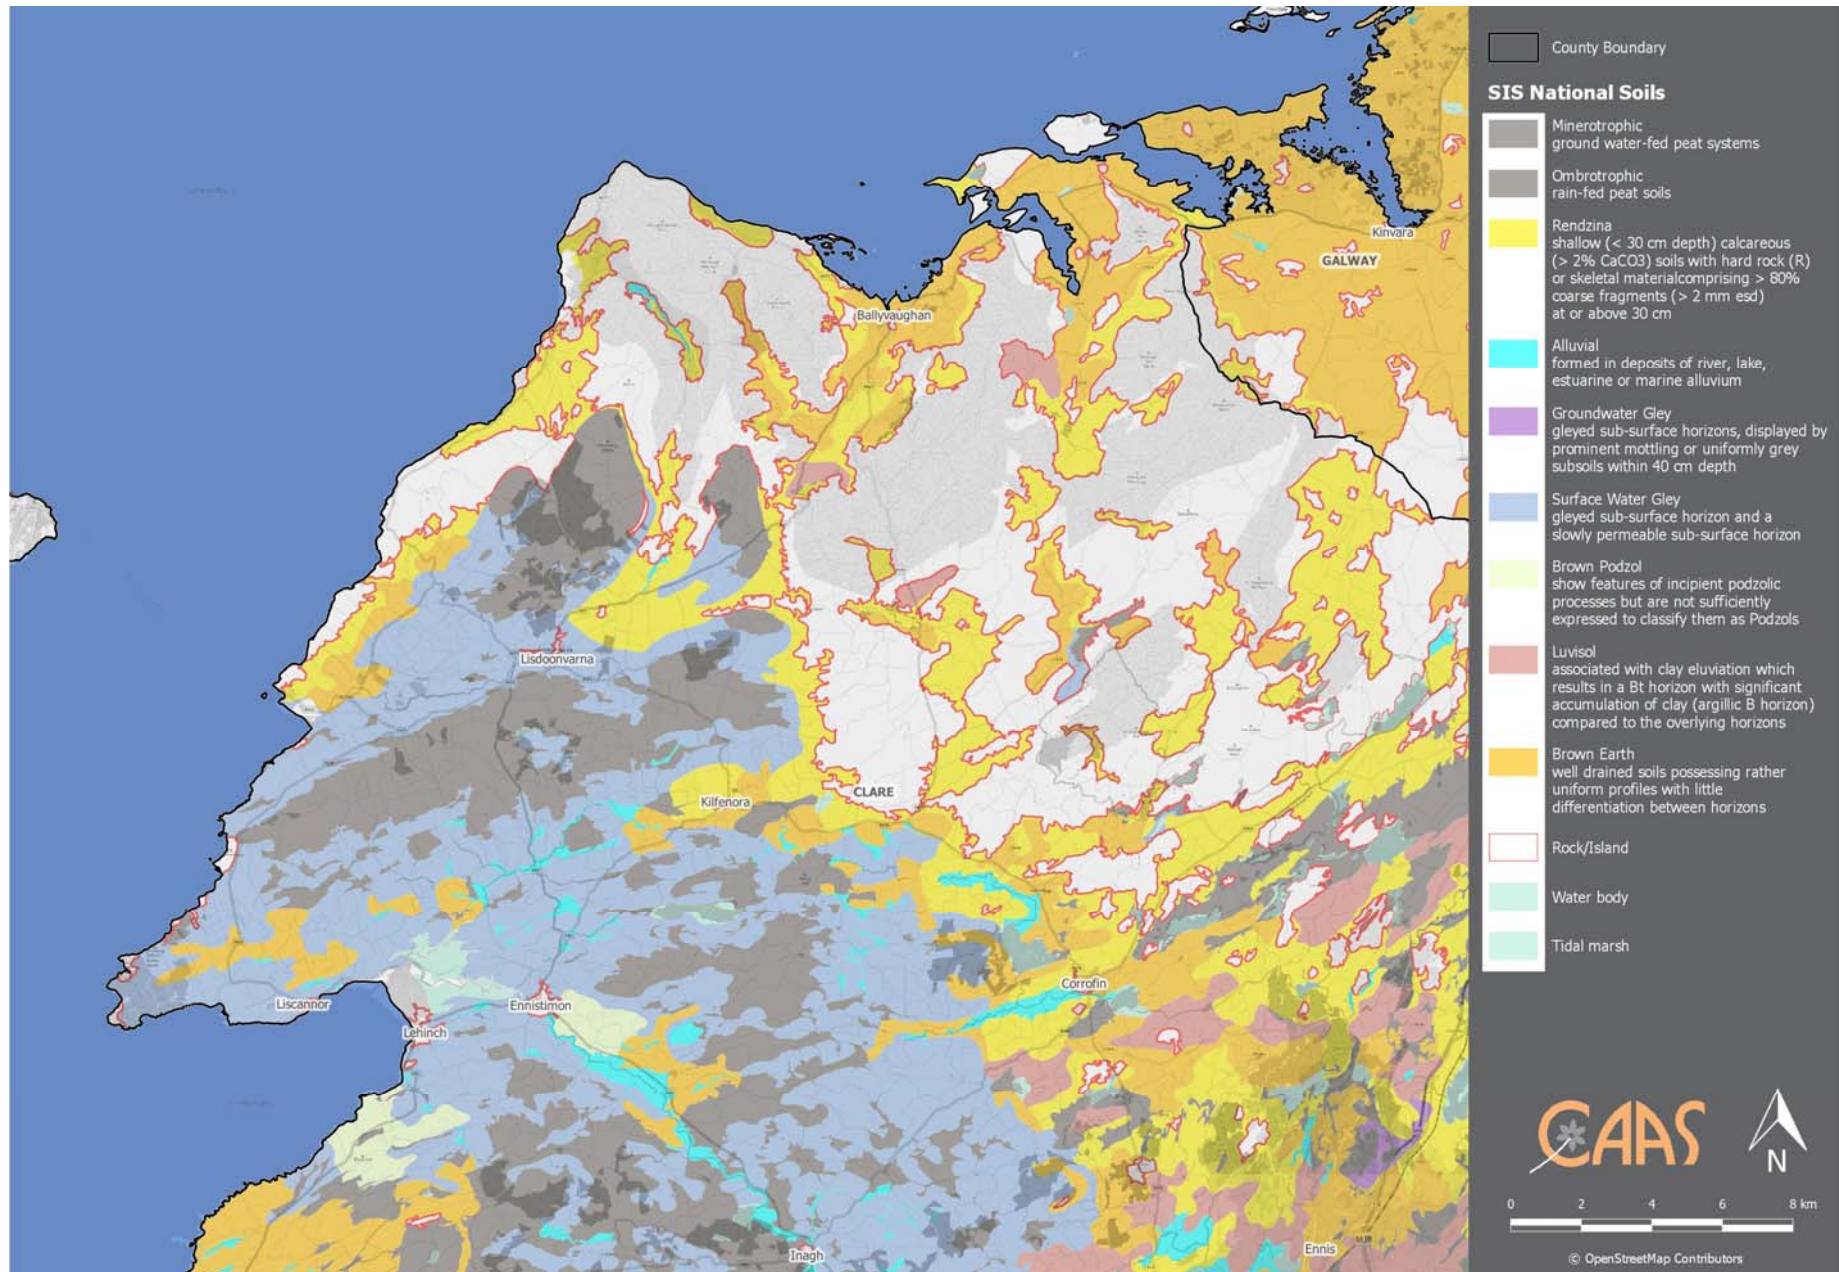 County Boundary
SIS National Soils
Minerotrophic
ground water-fed peat systems
Ombrotrophic
rain-fed peat soils
Rendzina
shallow (< 30 cm depth) calcareous
(> 2% CaCO3) soils with hard rock (R)
or skeletal materialcomprising > 80%
coarse fragments (> 2 mm esd)
at or above 30 cm
Alluvial
formed in deposits of river, lake,
estuarine or marine alluvium
Groundwater Gley
gleyed sub-surface horizons, displayed by
prominent mottling or uniformly grey
subsoils within 40 cm depth
Surface Water Gley
gleyed sub-surface horizon and a
slowly permeable sub-surface horizon
Brown Podzol
show features of incipient podzolic
processes but are not sufficiently
expressed to classify them as Podzols
Luvisol
associated with clay eluviation which
results in a Bt horizon with significant
accumulation of clay (argillic B horizon)
compared to the overlying horizons
Brown Earth
well drained soils possessing rather
uniform profiles with little
differentiation between horizons
Rock/Island
Water body
Tidal marsh
CAAS
N
0 2 4 6 8 km
© OpenStreetMap Contributors
Kinvara
GALWAY
Ballyvaughan
Lisdoonvarna
CLARE
Kilfenora
Corrofin
Liscannor
Ennistimon
Lehinch
Ennis
Inagh